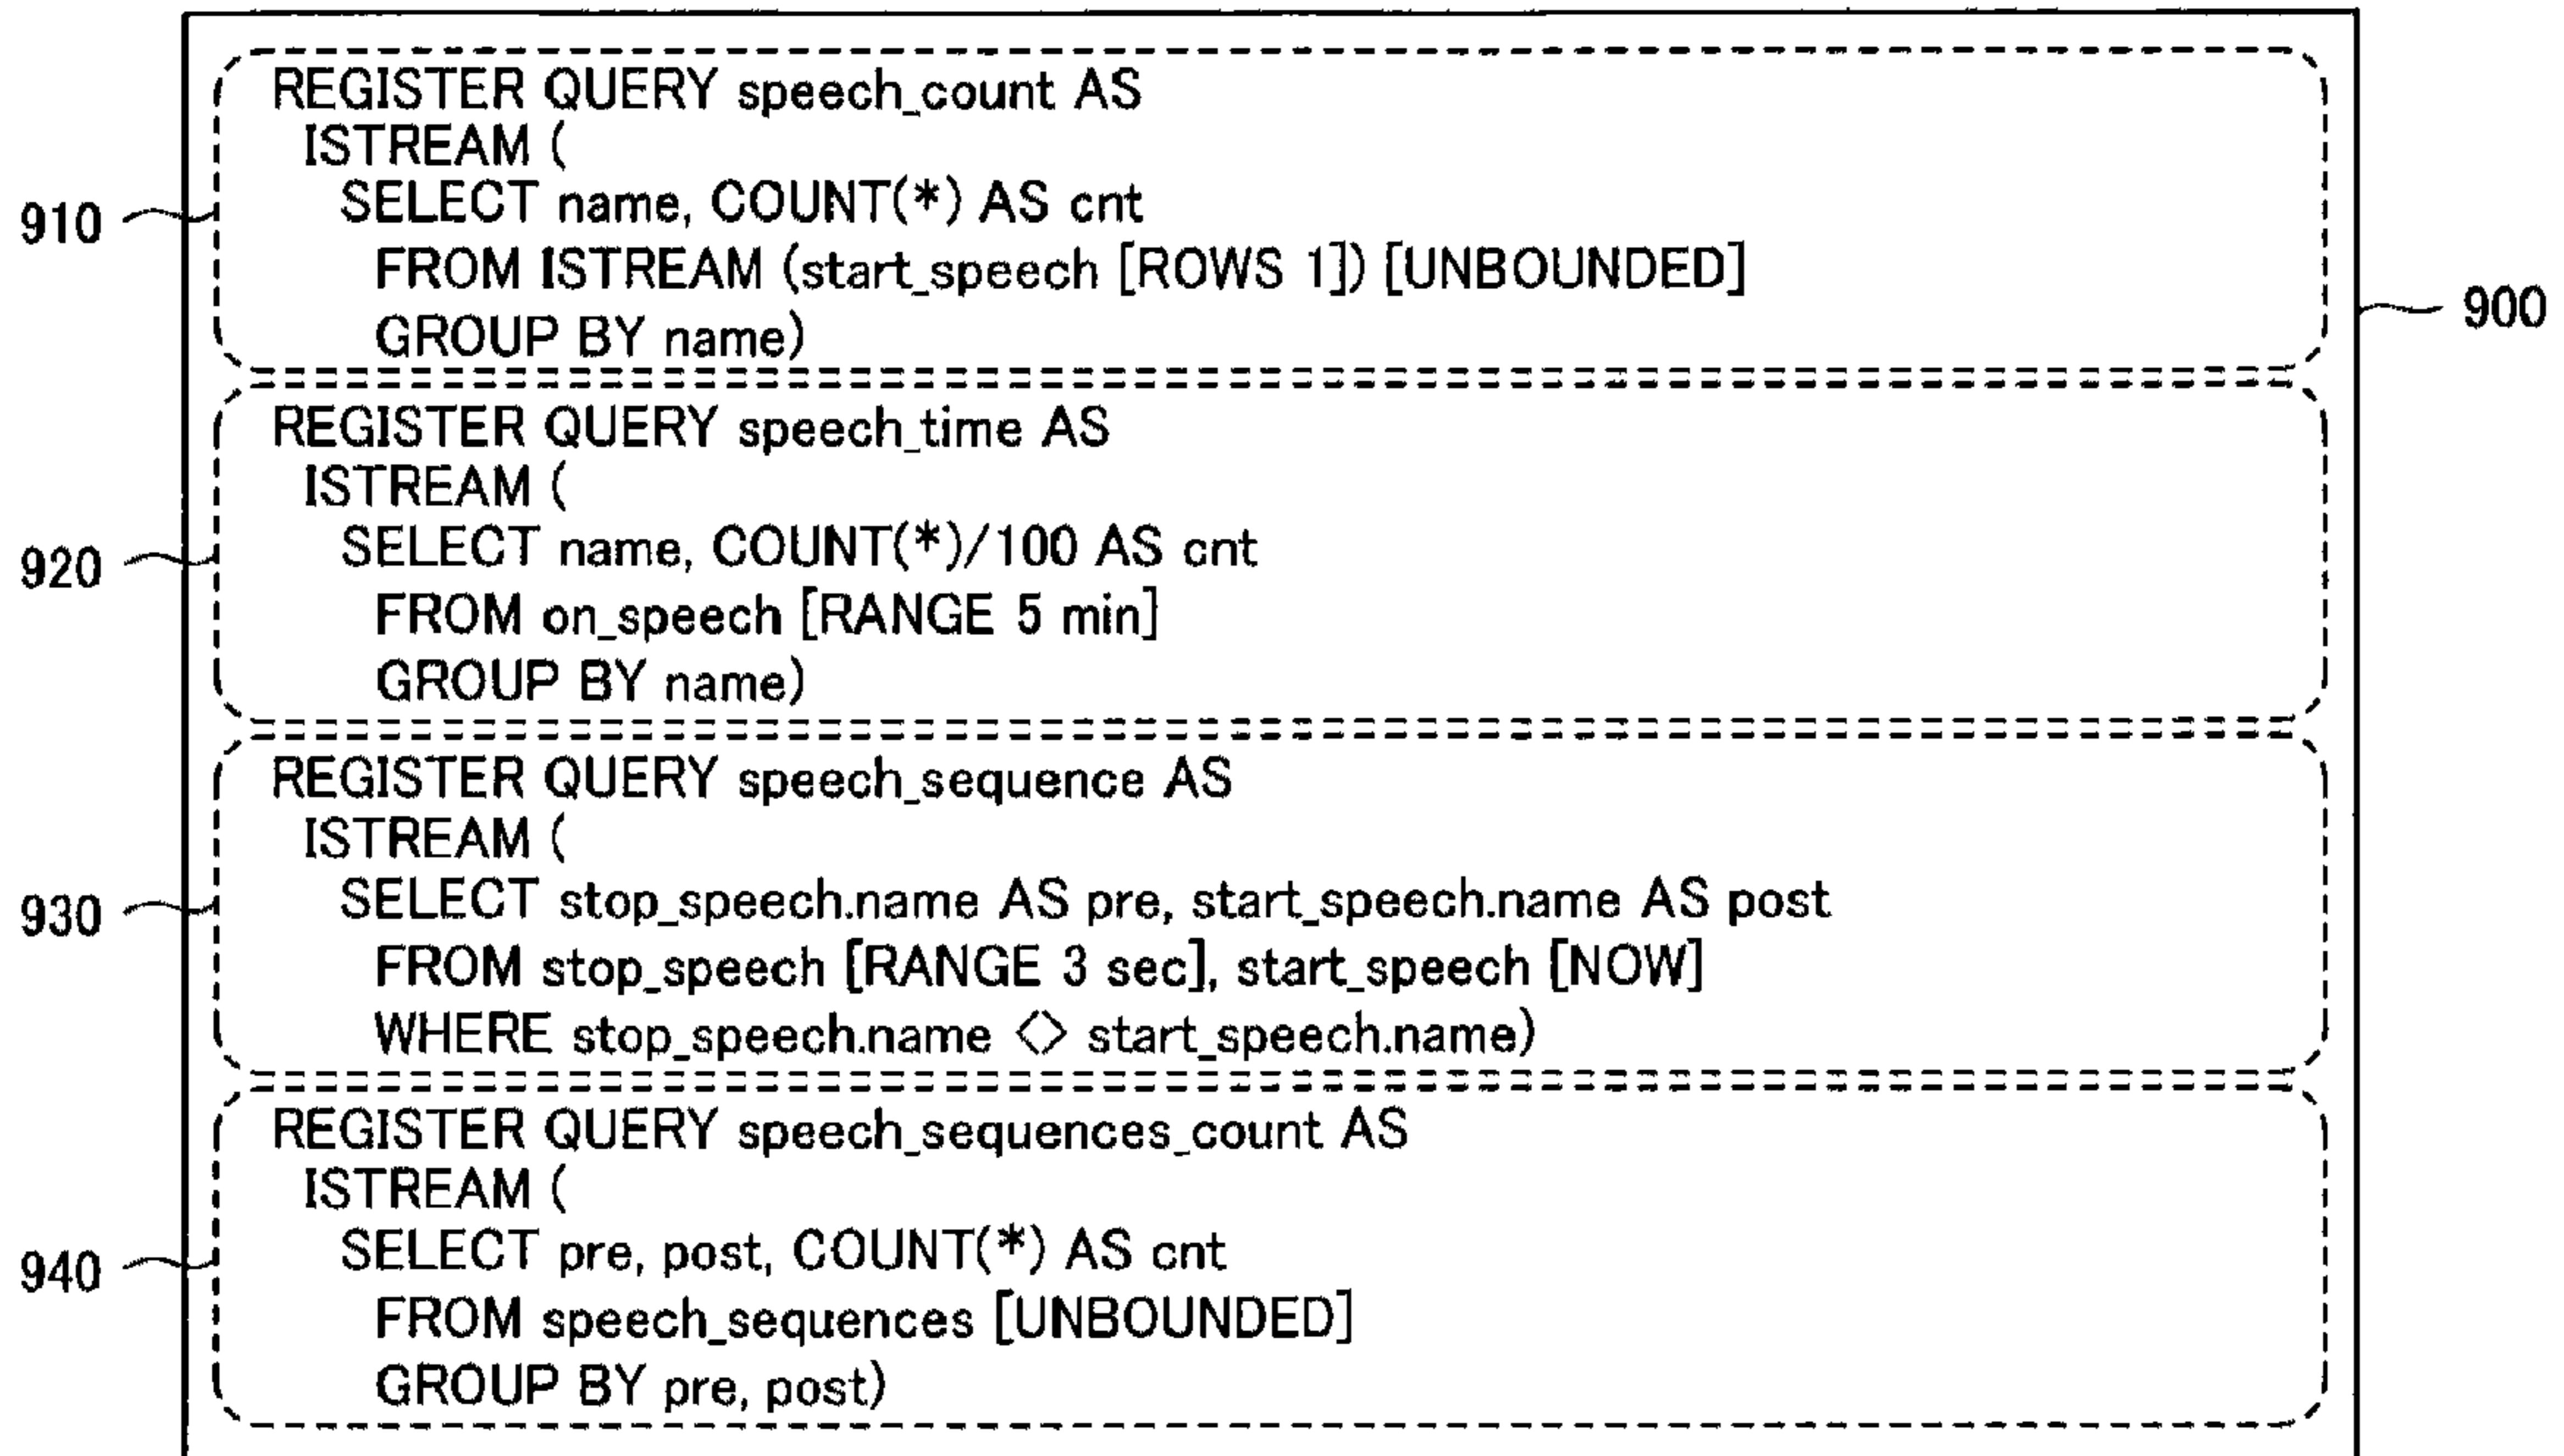 REGISTER QUERY speech_count AS
ISTREAM (
SELECT name, COUNT(*) AS cnt
910
FROM ISTREAM (start_speech [ROWS 1]) [UNBOUNDED]
900
GROUP BY name)
REGISTER QUERY speech_time AS
ISTREAM (
SELECT name, COUNT(*)/100 AS cnt
920
FROM on_speech [RANGE 5 min]
GROUP BY name)
REGISTER QUERY speech_sequence AS
ISTREAM (
SELECT stop_speech.name AS pre, start_speech.name AS post
930
FROM stop_speech [RANGE 3 sec], start_speech [NOW]
WHERE stop_speech.name <> start_speech.name)
REGISTER QUERY speech_sequences_count AS
ISTREAM (
SELECT pre, post, COUNT(*) AS cnt
940
FROM speech_sequences [UNBOUNDED]
GROUP BY pre, post)